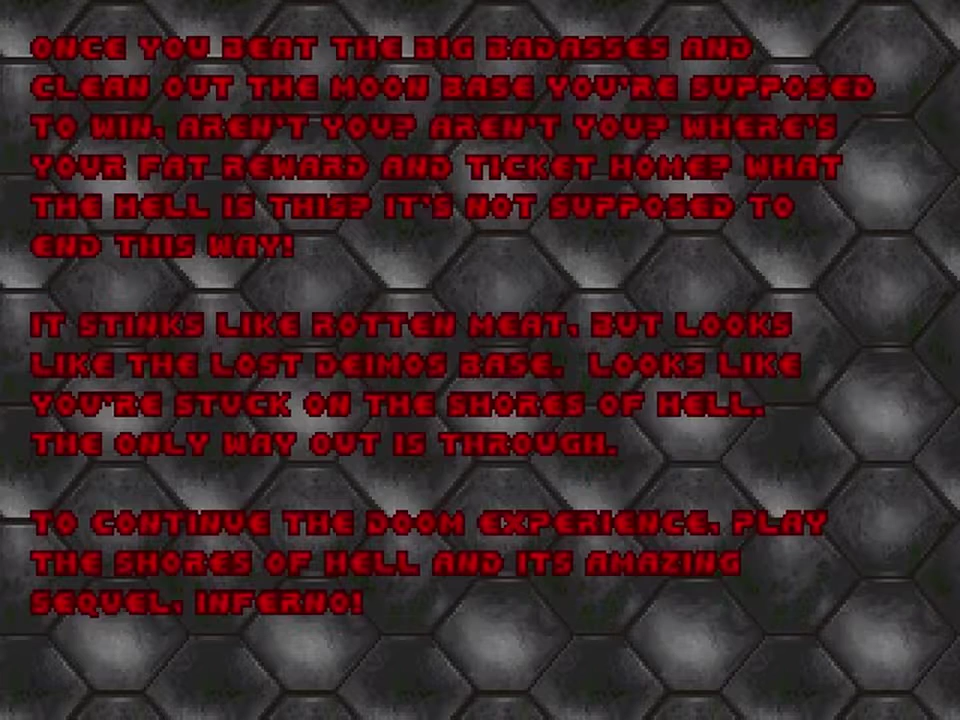 ONCE YOU BEAT THE BIG BADASSES AND
CLEAN OUT THE MOON BASE YOU'RE SUPPOSED
TO WIN, AREN'T YOU? AREN'T YOU? WHERE'S
YOUR FAT REWARD AND TICKET HOME? WHAT
THE HELL IS THIS? IT'S NOT SUPPOSED TO
END THIS WAY!
IT STINKS LIKE ROTTEN MEAT, BUT LOOKS
LIKE THE LOST DEIMOS BASE.  LOOKS LIKE
YOU'RE STUCK ON THE SHORES OF HELL.
THE ONLY WAY OUT IS THROUGH.
TO CONTINUE THE DOOM EXPERIENCE, PLAY
THE SHORES OF HELL AND ITS AMAZING
SEQUEL, INFERNO!